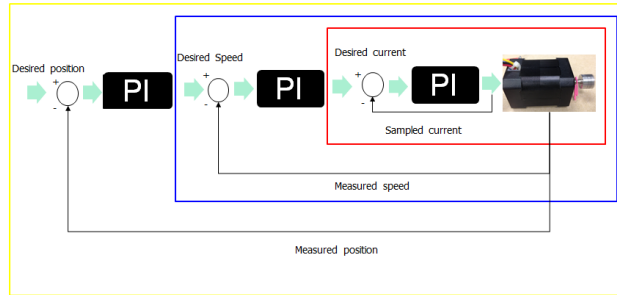 Desired position
+
-
PI
Desired Speed
+
-
PI
Desired current
+
-
PI
Sampled current
Measured speed
Measured position